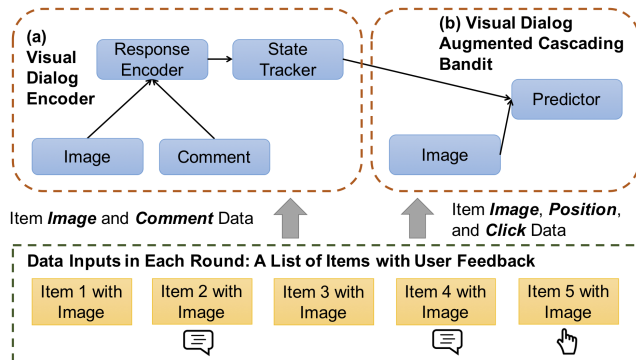 (a)
Visual
Dialog
Encoder
Response
Encoder
State
Tracker
Image
Comment
(b) Visual Dialog
Augmented Cascading
Bandit
Predictor
Image
Item Image and Comment Data
Item Image, Position,
and Click Data
Data Inputs in Each Round: A List of Items with User Feedback
Item 1 with
Image
Item 2 with
Image
Item 3 with
Image
Item 4 with
Image
Item 5 with
Image